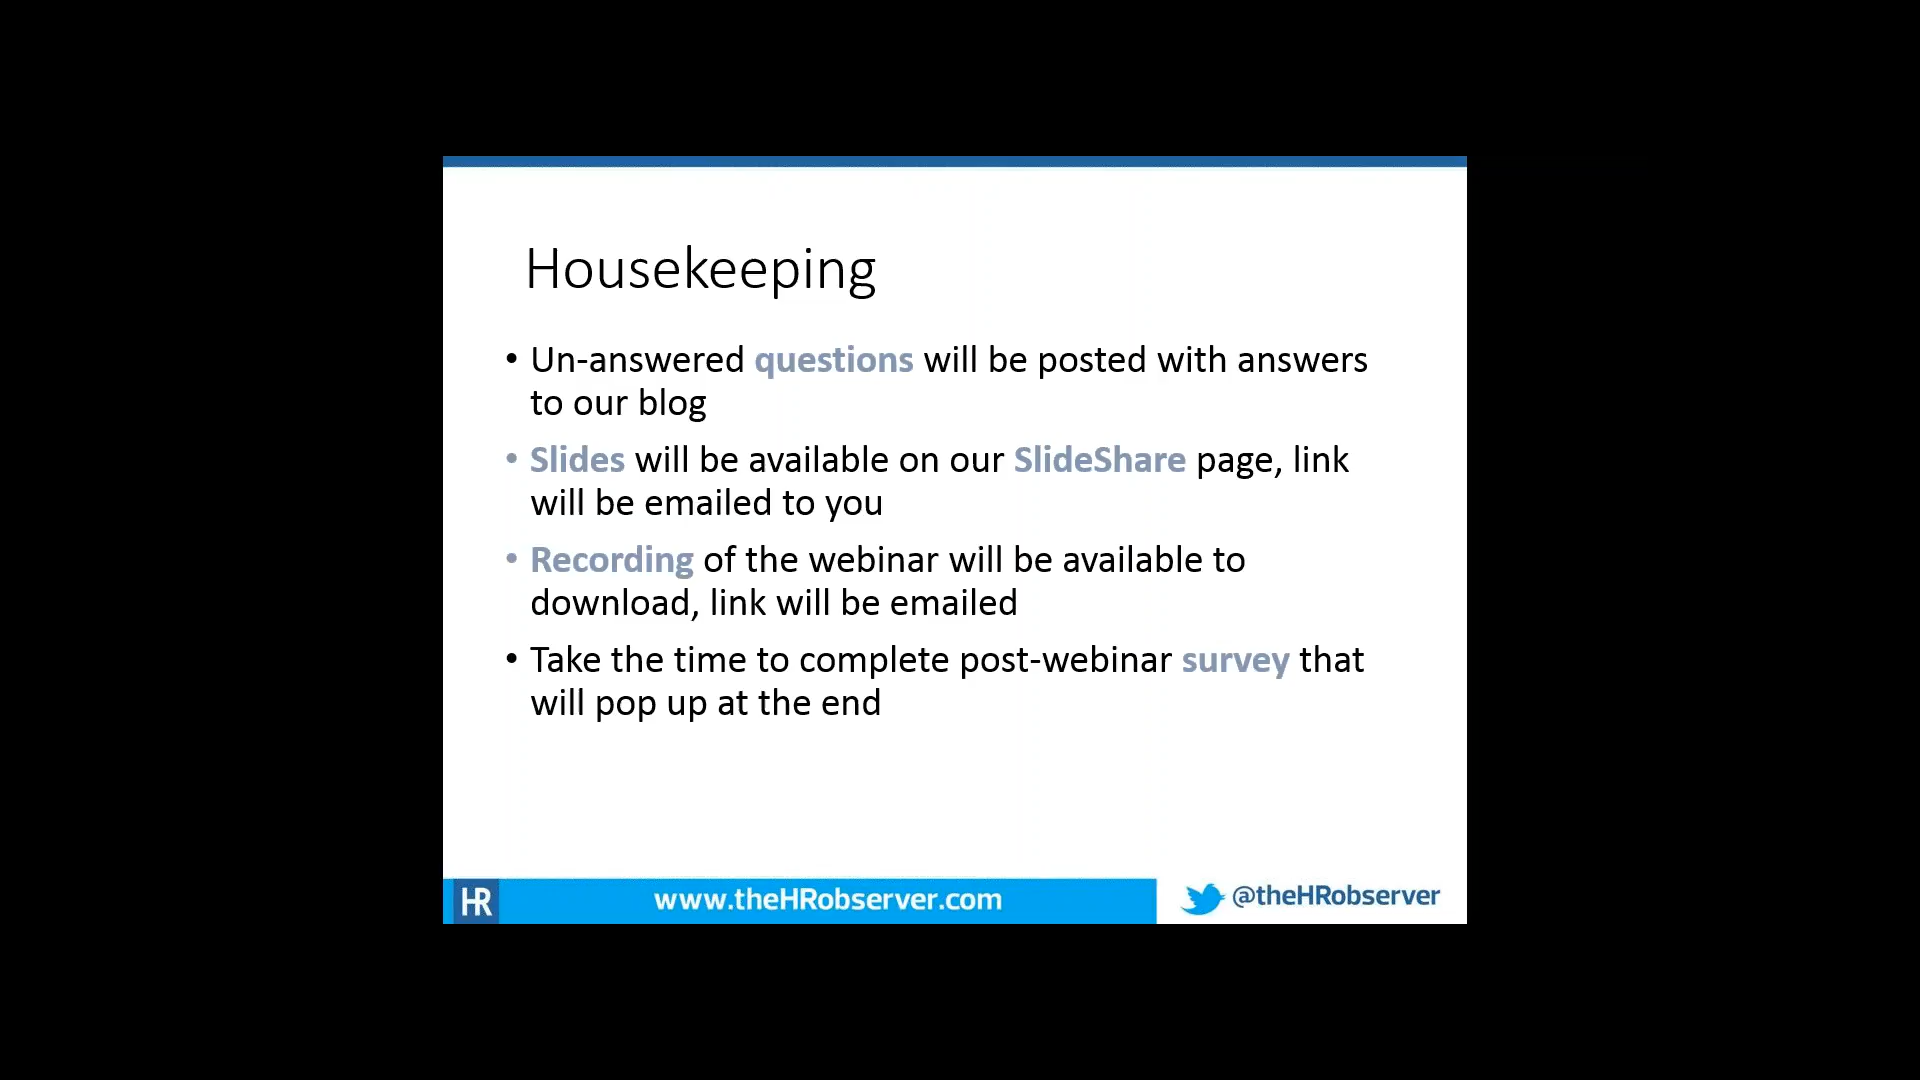 Housekeeping
• Un-answered questions will be posted with answers
to our blog
• Slides will be available on our SlideShare page, link
will be emailed to you
• Recording of the webinar will be available to
download, link will be emailed
• Take the time to complete post-webinar survey that
will pop up at the end
HR www.theHRobserver.com @theHRobserver